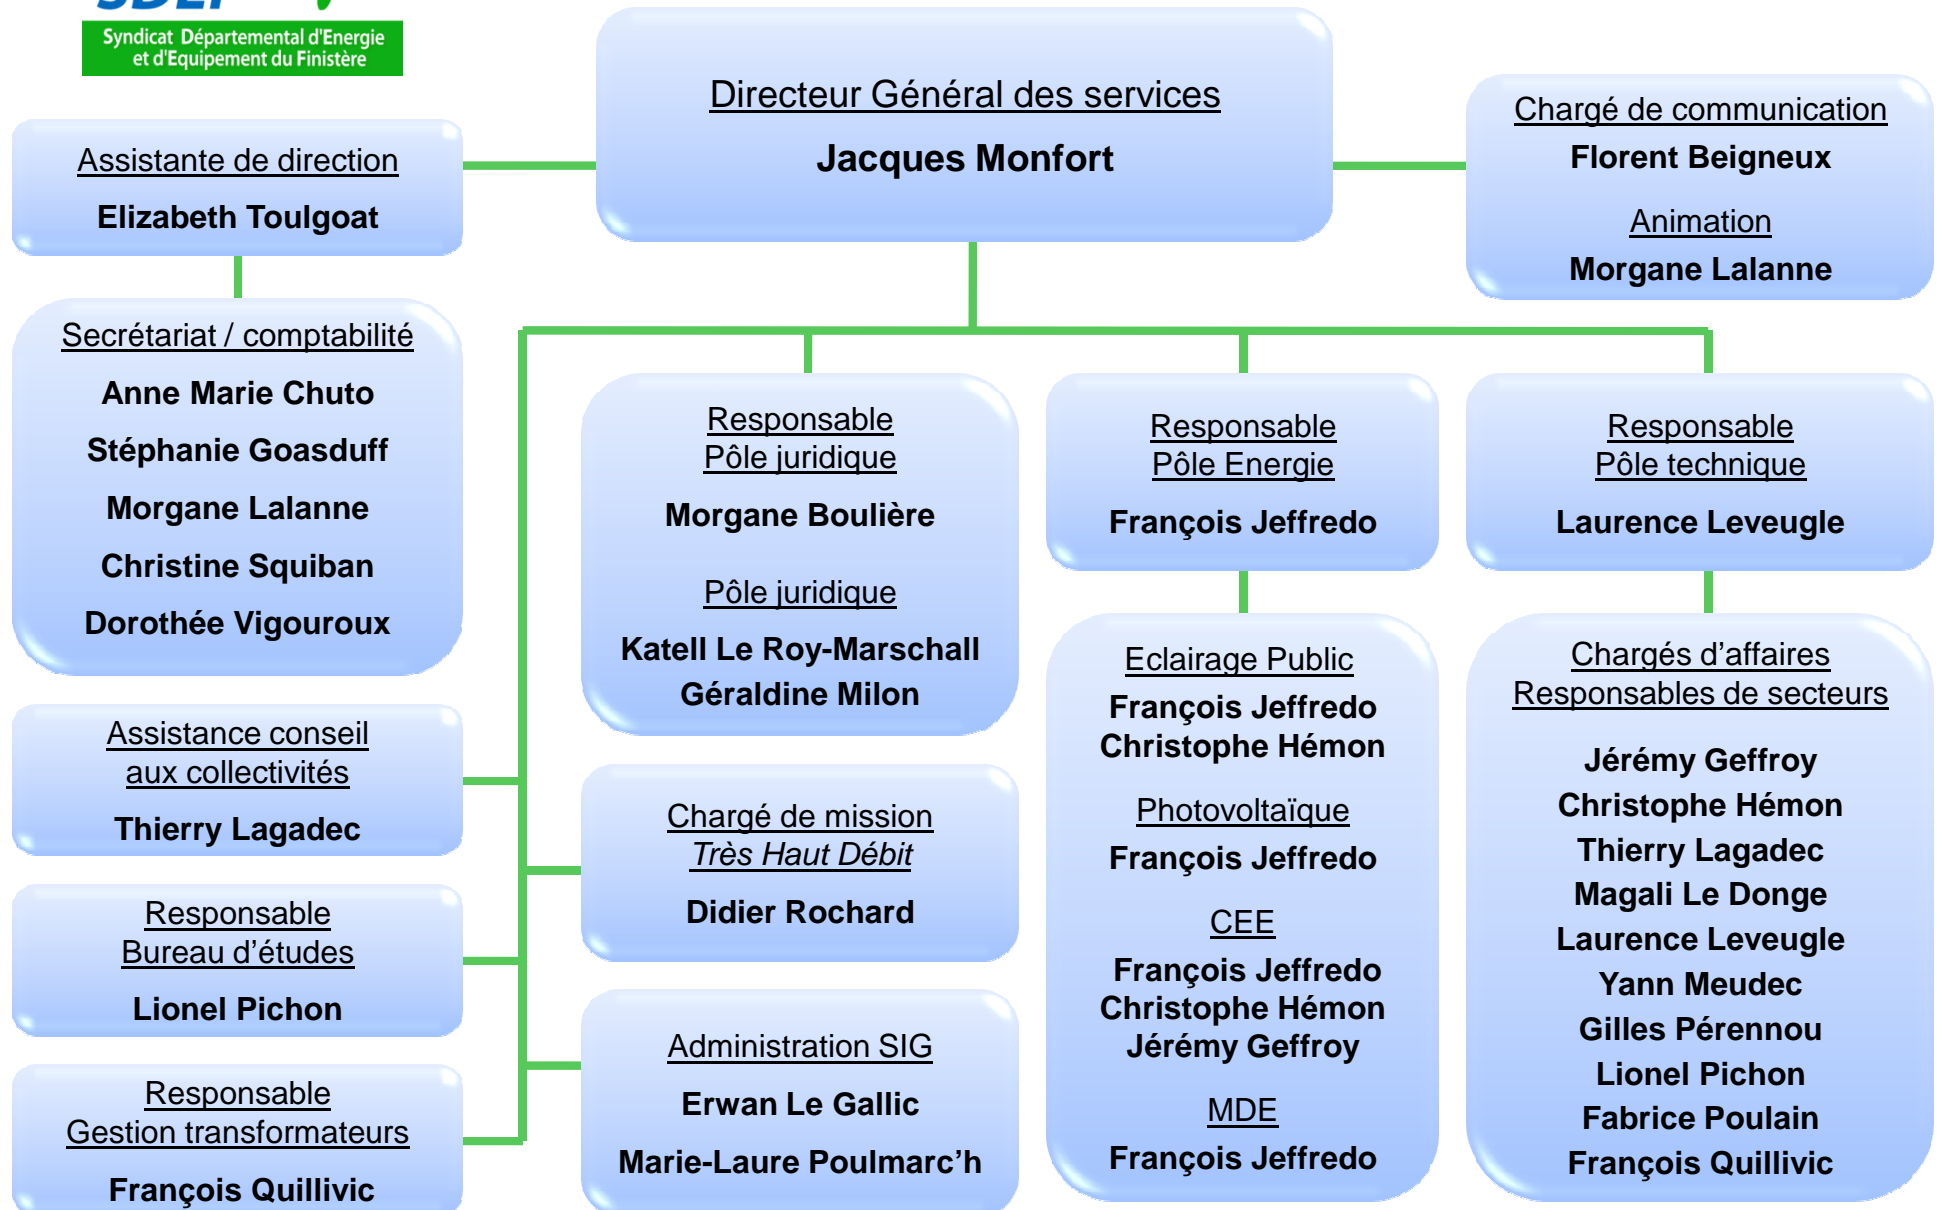 SDEF
Syndicat Départemental d'Energie
et d'Equipement du Finistère
Directeur Général des services
Jacques Monfort
Chargé de communication
Florent Beigneux
Animation
Morgane Lalanne
Assistante de direction
Elizabeth Toulgoat
Secrétariat / comptabilité
Anne Marie Chuto
Stéphanie Goasduff
Morgane Lalanne
Christine Squiban
Dorothée Vigouroux
Assistance conseil
aux collectivités
Thierry Lagadec
Responsable
Bureau d’études
Lionel Pichon
Responsable
Gestion transformateurs
François Quillivic
Responsable
Pôle juridique
Morgane Boulière
Pôle juridique
Katell Le Roy-Marschall
Géraldine Milon
Chargé de mission
Très Haut Débit
Didier Rochard
Administration SIG
Erwan Le Gallic
Marie-Laure Poulmarc’h
Responsable
Pôle Energie
François Jeffredo
Eclairage Public
François Jeffredo
Christophe Hémon
Photovoltaïque
François Jeffredo
CEE
François Jeffredo
Christophe Hémon
Jérémy Geffroy
MDE
François Jeffredo
Responsable
Pôle technique
Laurence Leveugle
Chargés d’affaires
Responsables de secteurs
Jérémy Geffroy
Christophe Hémon
Thierry Lagadec
Magali Le Donge
Laurence Leveugle
Yann Meudec
Gilles Pérennou
Lionel Pichon
Fabrice Poulain
François Quillivic